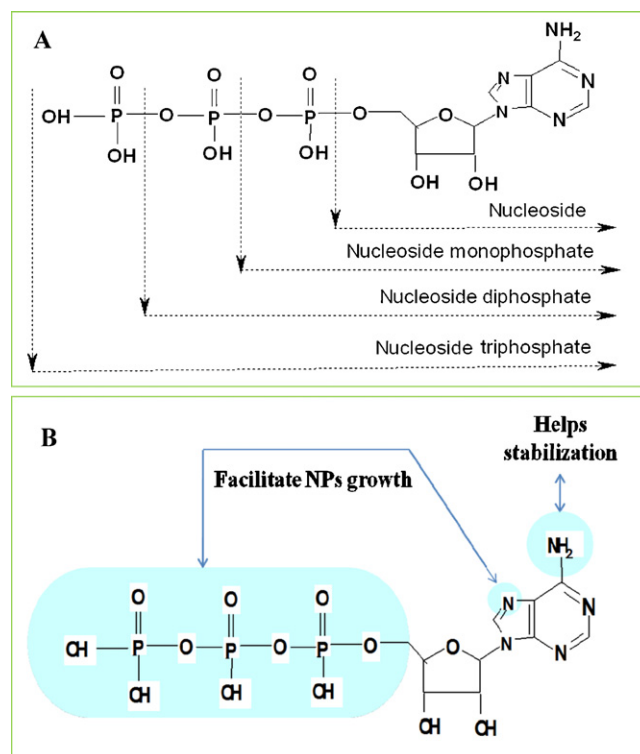 A
NH2
O O O N N
OH P O P O P O O N N
OH OH OH
OH OH
Nucleoside
Nucleoside monophosphate
Nucleoside diphosphate
Nucleoside triphosphate
B
Helps
stabilization
Facilitate NPs growth
NH2
O O O N N
OH P O P O P O O N N
OH OH OH
OH OH